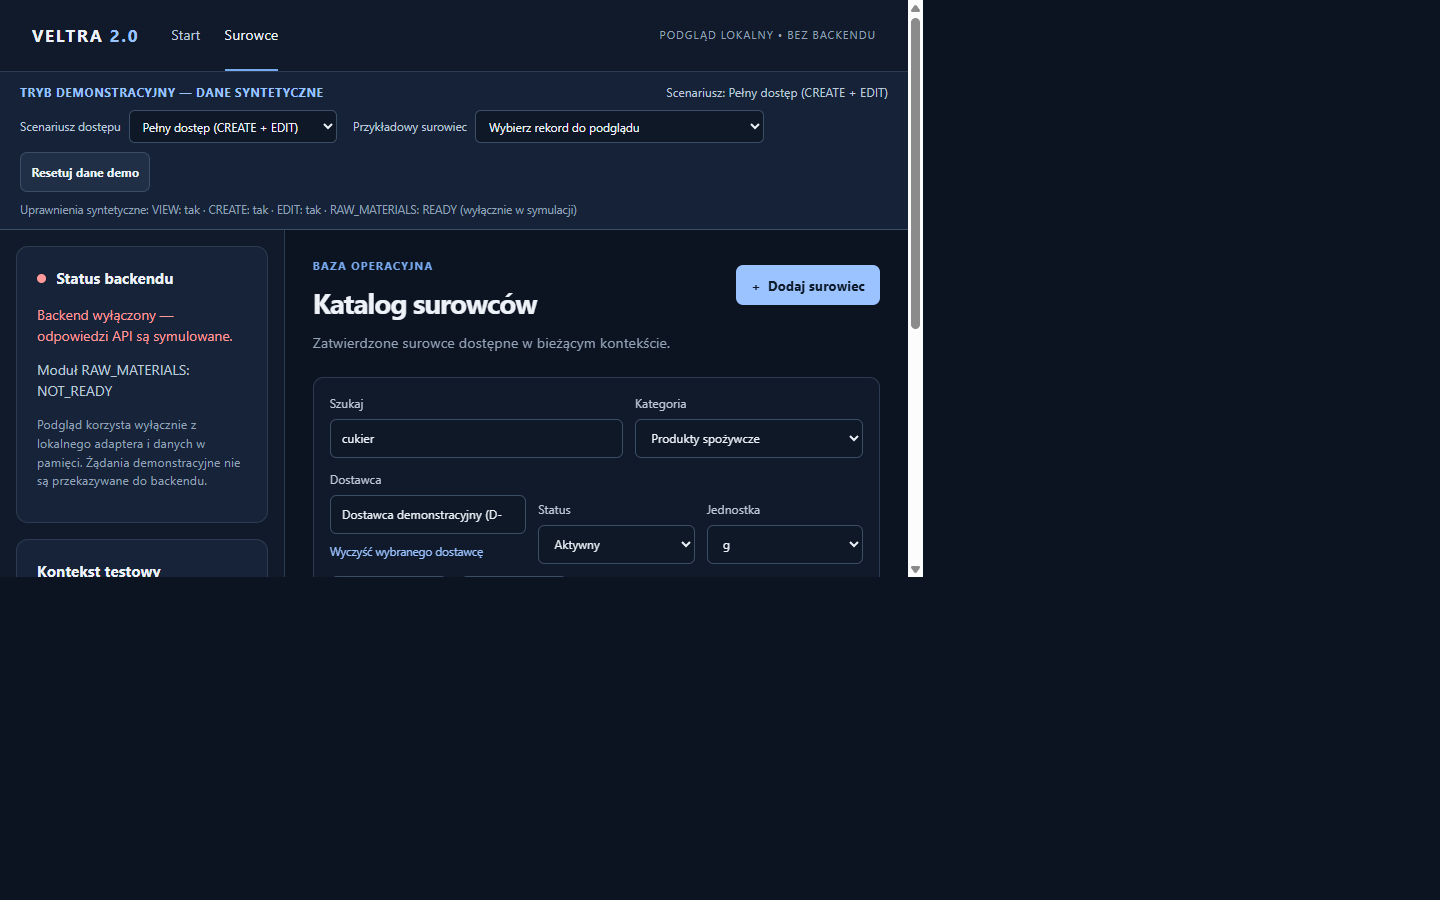 VELTRA 2.0
Start
Surowce
PODGLĄD LOKALNY • BEZ BACKENDU
TRYB DEMONSTRACYJNY — DANE SYNTETYCZNE
Scenariusz: Pełny dostęp (CREATE + EDIT)
Scenariusz dostępu
Pełny dostęp (CREATE + EDIT)
Przykładowy surowiec
Wybierz rekord do podglądu
Resetuj dane demo
Uprawnienia syntetyczne: VIEW: tak · CREATE: tak · EDIT: tak · RAW_MATERIALS: READY (wyłącznie w symulacji)
Status backendu
Backend wyłączony —
odpowiedzi API są symulowane.
Moduł RAW_MATERIALS:
NOT_READY
Podgląd korzysta wyłącznie z
lokalnego adaptera i danych w
pamięci. Żądania demonstracyjne nie
są przekazywane do backendu.
Kontekst testowy
BAZA OPERACYJNA
Katalog surowców
Zatwierdzone surowce dostępne w bieżącym kontekście.
+ Dodaj surowiec
Szukaj
cukier
Kategoria
Produkty spożywcze
Dostawca
Dostawca demonstracyjny (D-
Wyczyść wybranego dostawcę
Status
Aktywny
Jednostka
g